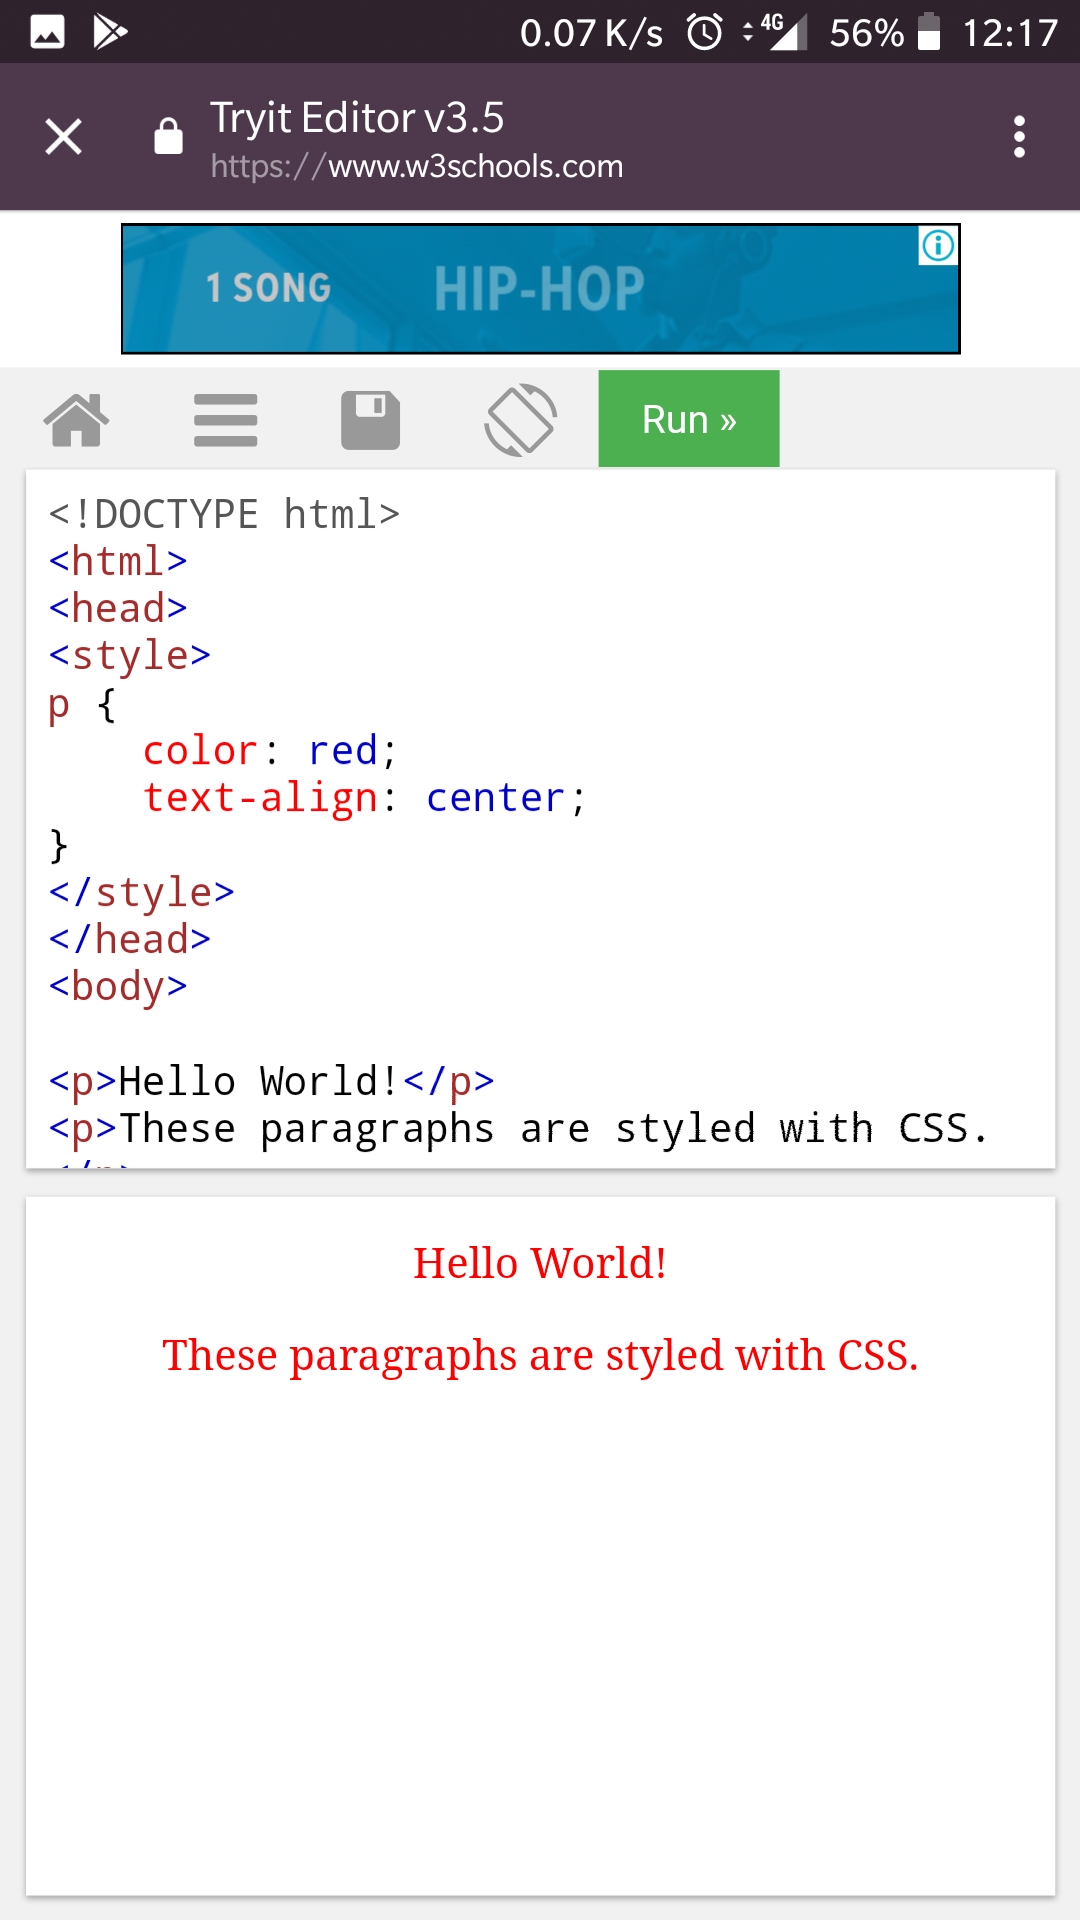 0.07 K/s 4G 56% 12:17
Tryit Editor v3.5
https://www.w3schools.com
1 SONG HIP-HOP
Run »
<!DOCTYPE html>
<html>
<head>
<style>
p {
    color: red;
    text-align: center;
}
</style>
</head>
<body>

<p>Hello World!</p>
<p>These paragraphs are styled with CSS.
Hello World!
These paragraphs are styled with CSS.